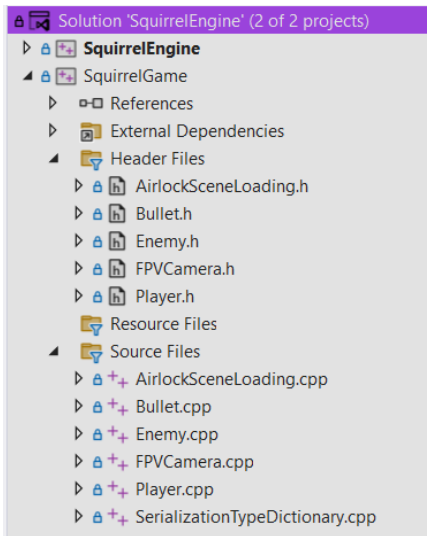 Solution 'SquirrelEngine' (2 of 2 projects)
SquirrelEngine
SquirrelGame
References
External Dependencies
Header Files
AirlockSceneLoading.h
Bullet.h
Enemy.h
FPVCamera.h
Player.h
Resource Files
Source Files
AirlockSceneLoading.cpp
Bullet.cpp
Enemy.cpp
FPVCamera.cpp
Player.cpp
SerializationTypeDictionary.cpp